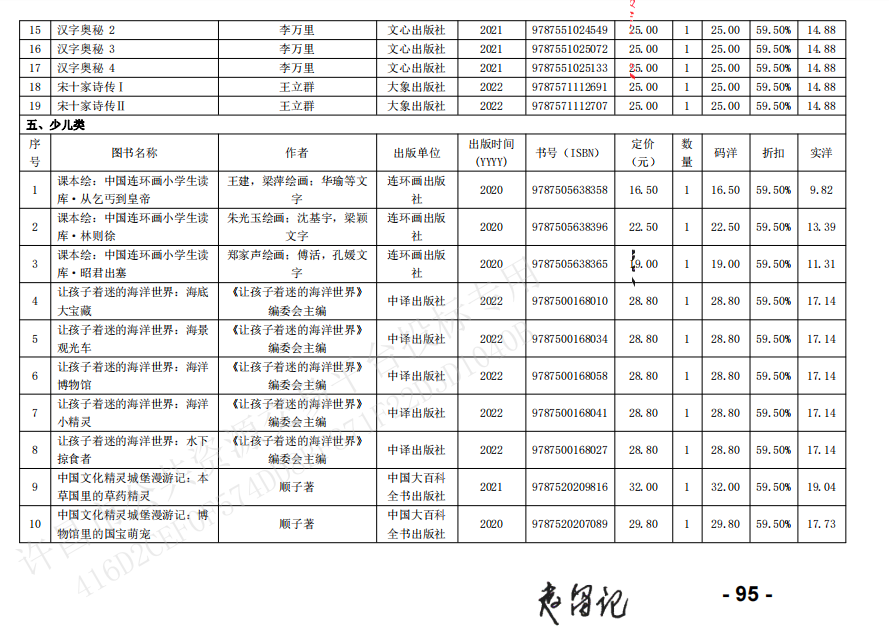 15 汉字奥秘 2 李万里 文心出版社 2021 9787551024549 25.00 1 25.00 59.50% 14.88
16 汉字奥秘 3 李万里 文心出版社 2021 9787551025072 25.00 1 25.00 59.50% 14.88
17 汉字奥秘 4 李万里 文心出版社 2021 9787551025133 25.00 1 25.00 59.50% 14.88
18 宋十家诗传Ⅰ 王立群 大象出版社 2022 9787571112691 25.00 1 25.00 59.50% 14.88
19 宋十家诗传Ⅱ 王立群 大象出版社 2022 9787571112707 25.00 1 25.00 59.50% 14.88
五、少儿类
序 出版时间 定价 数
图书名称 作者 出版单位 书号（ISBN） 码洋 折扣 实洋
号 (YYYY) （元） 量
课本绘：中国连环画小学生读 王建，梁萍绘画；华瑜等文 连环画出版
1 2020 9787505638358 16.50 1 16.50 59.50% 9.82
库·从乞丐到皇帝 字 社
课本绘：中国连环画小学生读 朱光玉绘画；沈基宇，梁颖 连环画出版
2 2020 9787505638396 22.50 1 22.50 59.50% 13.39
库·林则徐 文字 社
课本绘：中国连环画小学生读 郑家声绘画；傅活，孔媛文 连环画出版
3 2020 9787505638365 19.00 1 19.00 59.50% 11.31
库·昭君出塞 字 社
让孩子着迷的海洋世界：海底 《让孩子着迷的海洋世界》
4 中译出版社 2022 9787500168010 28.80 1 28.80 59.50% 17.14
大宝藏 编委会主编
让孩子着迷的海洋世界：海景 《让孩子着迷的海洋世界》
5 中译出版社 2022 9787500168034 28.80 1 28.80 59.50% 17.14
观光车 编委会主编
让孩子着迷的海洋世界：海洋 《让孩子着迷的海洋世界》
6 中译出版社 2022 9787500168058 28.80 1 28.80 59.50% 17.14
博物馆 编委会主编
让孩子着迷的海洋世界：海洋 《让孩子着迷的海洋世界》
7 中译出版社 2022 9787500168041 28.80 1 28.80 59.50% 17.14
小精灵 编委会主编
让孩子着迷的海洋世界：水下 《让孩子着迷的海洋世界》
8 中译出版社 2022 9787500168027 28.80 1 28.80 59.50% 17.14
掠食者 编委会主编
中国文化精灵城堡漫游记：本 中国大百科
9 顺子著 2021 9787520209816 32.00 1 32.00 59.50% 19.04
草国里的草药精灵 全书出版社
中国文化精灵城堡漫游记：博 中国大百科
10 顺子著 2020 9787520207089 29.80 1 29.80 59.50% 17.73
物馆里的国宝萌宠 全书出版社
- 95 -